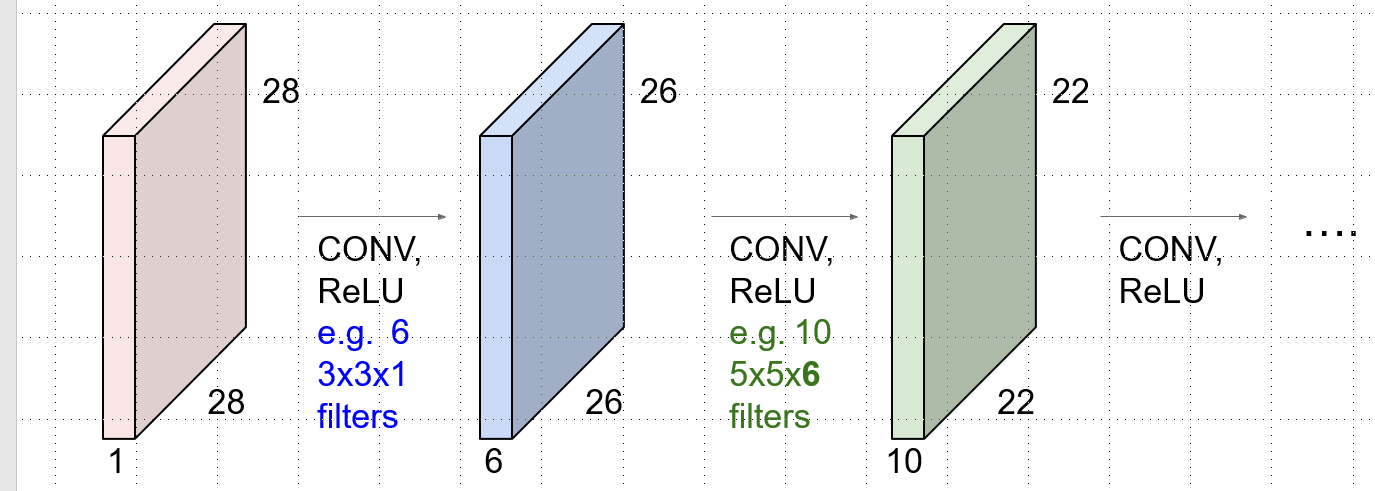 28
28
1
CONV,
ReLU
e.g. 6
3x3x1
filters
26
26
6
CONV,
ReLU
e.g. 10
5x5x6
filters
22
22
10
CONV,
ReLU
....